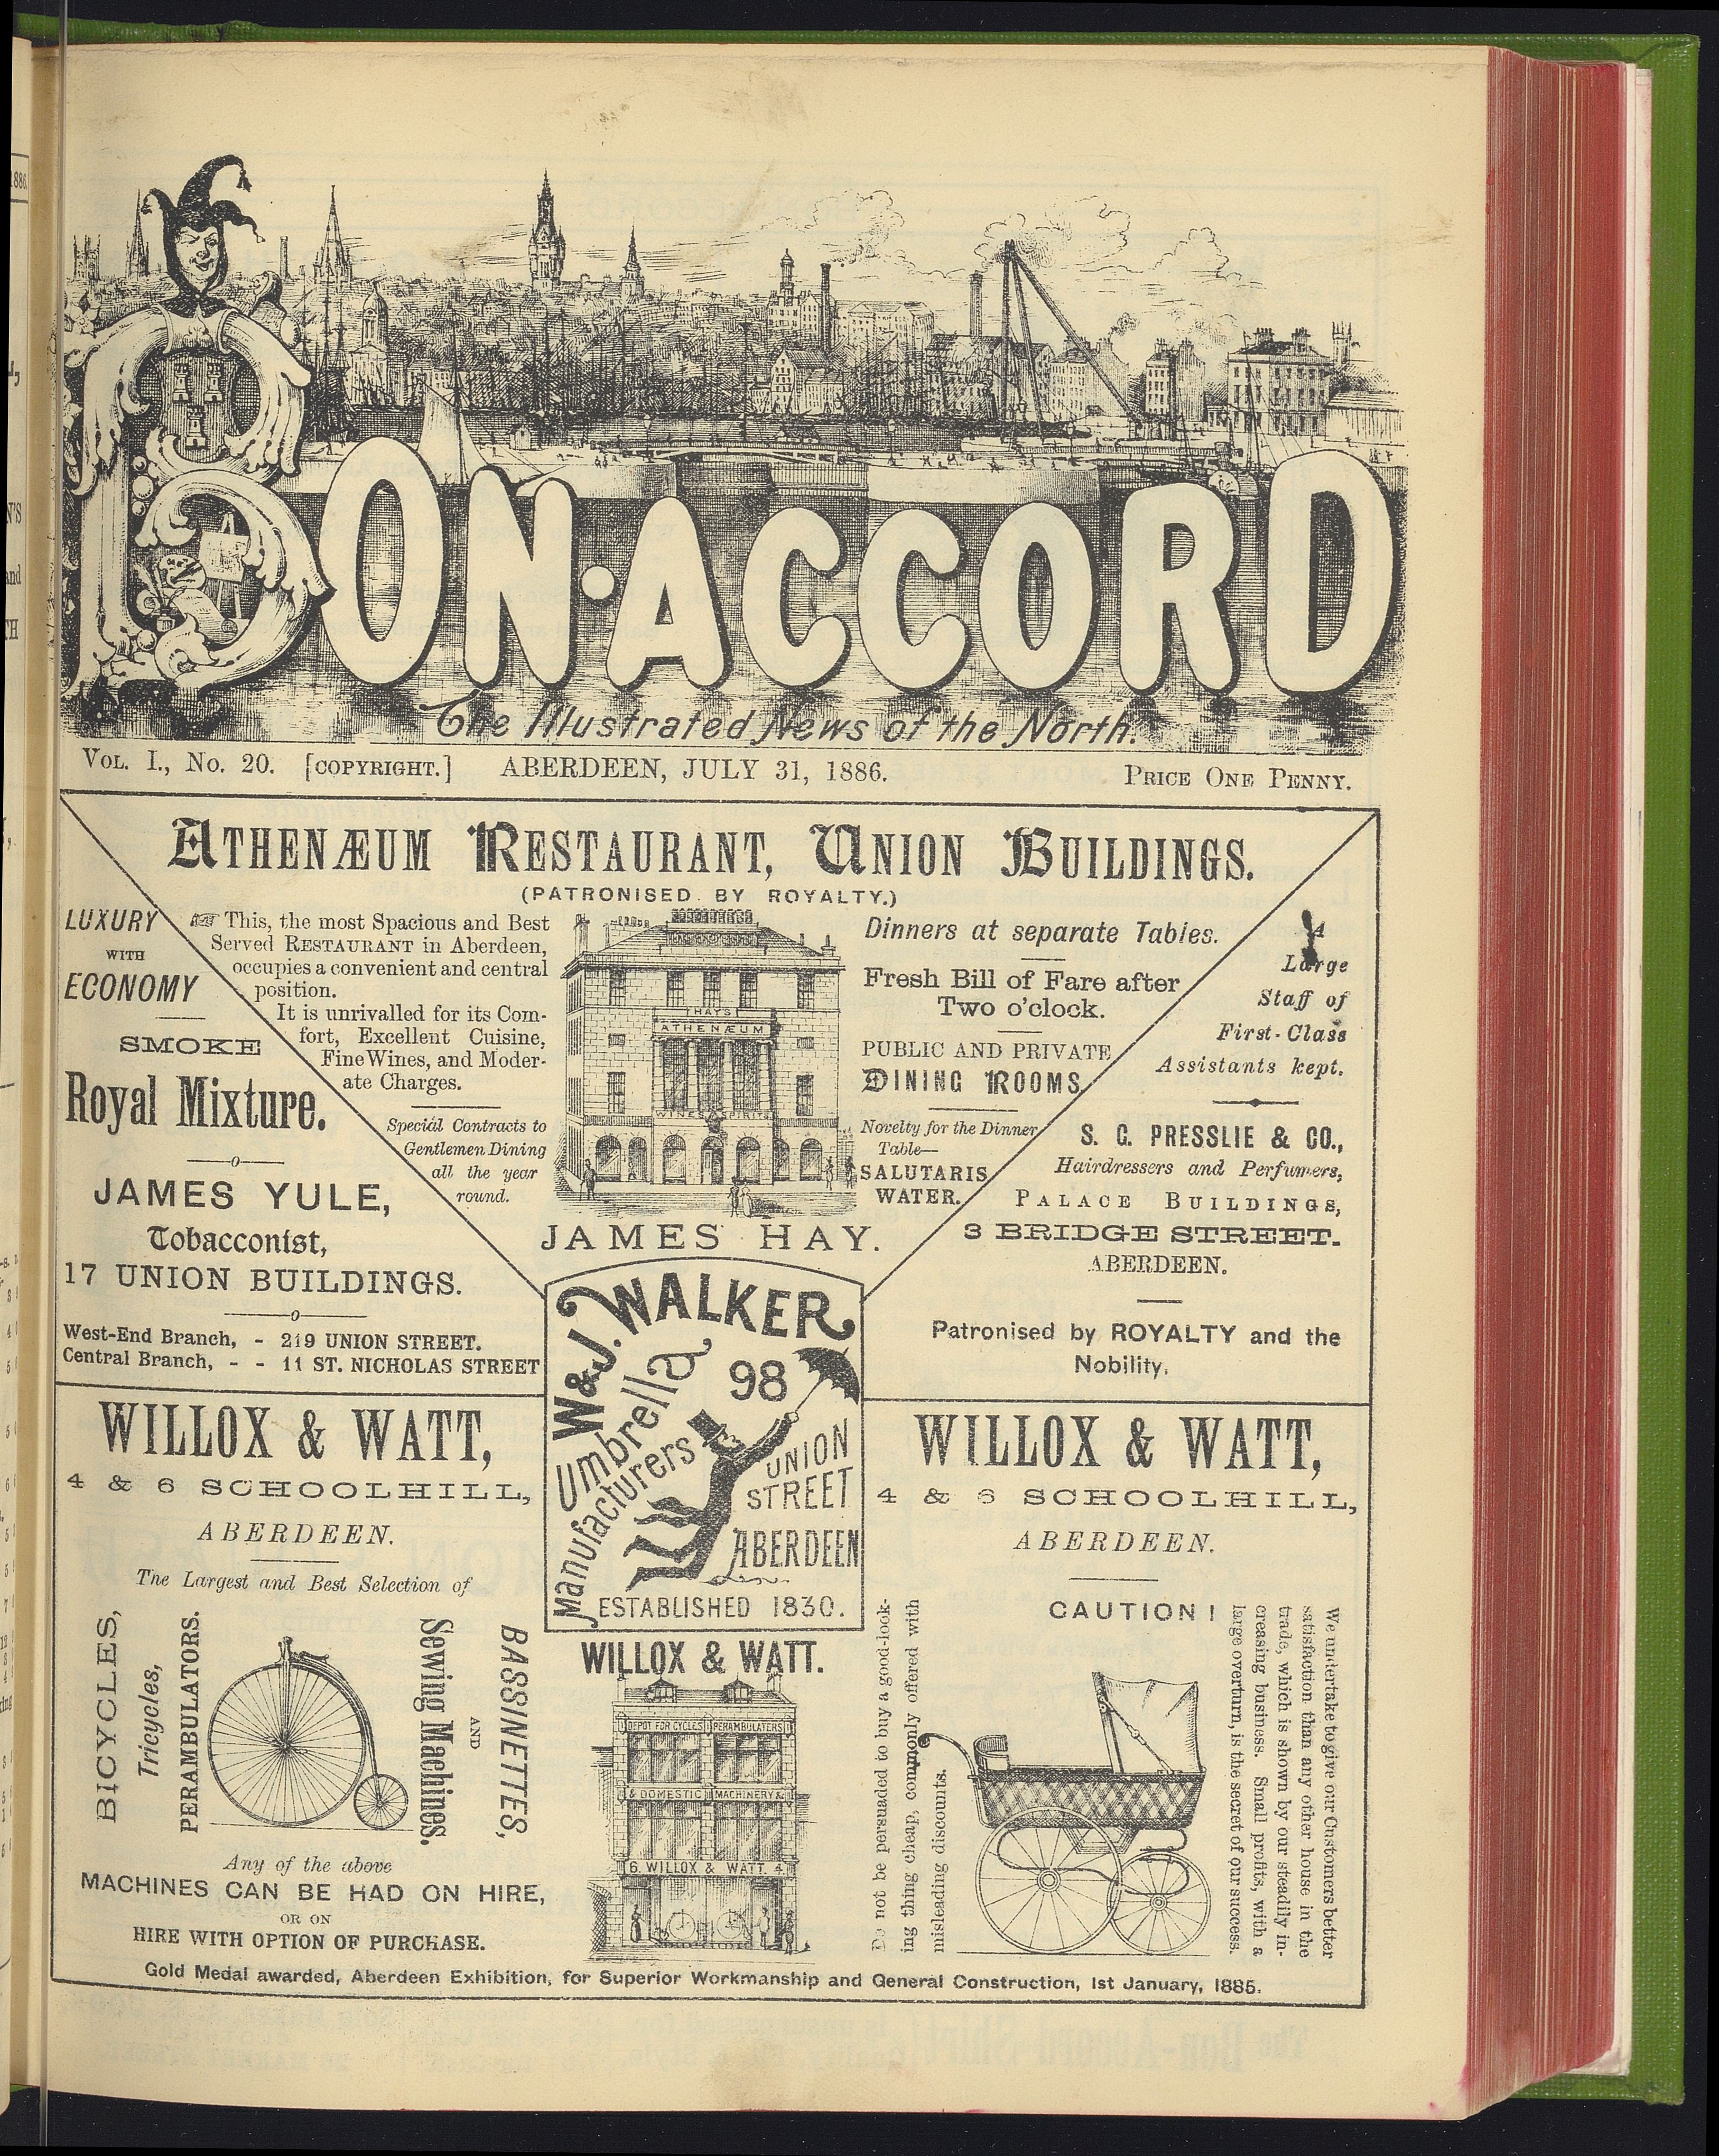 BON·ACCORD
The Illustrated News of the North.
VOL. I., No. 20. [COPYRIGHT.] ABERDEEN, JULY 31, 1886. PRICE ONE PENNY.
ATHENÆUM RESTAURANT, UNION BUILDINGS.
(PATRONISED BY ROYALTY.)
LUXURY
WITH
ECONOMY
SMOKE
Royal Mixture.
JAMES YULE,
Tobacconist,
17 UNION BUILDINGS.
West-End Branch, - 219 UNION STREET.
Central Branch, - - 11 ST. NICHOLAS STREET
☞ This, the most Spacious and Best
Served RESTAURANT in Aberdeen,
occupies a convenient and central
position.
It is unrivalled for its Com-
fort, Excellent Cuisine,
Fine Wines, and Moder-
ate Charges.
Special Contracts to
Gentlemen Dining
all the year
round.
HAY'S
ATHENÆUM
WINES & SPIRITS
JAMES HAY.
Dinners at separate Tables.
Fresh Bill of Fare after
Two o'clock.
PUBLIC AND PRIVATE
DINING ROOMS
Novelty for the Dinner
Table—
SALUTARIS
WATER.
A
Large
Staff of
First-Class
Assistants kept.
S. C. PRESSLIE & CO.,
Hairdressers and Perfumers,
PALACE BUILDINGS,
3 BRIDGE STREET.
ABERDEEN.
Patronised by ROYALTY and the
Nobility.
W & J. WALKER
Umbrella
Manufacturers
98
UNION
STREET
ABERDEEN
ESTABLISHED 1830.
WILLOX & WATT,
4 & 6 SCHOOLHILL,
ABERDEEN.
The Largest and Best Selection of
BICYCLES,
Tricycles,
PERAMBULATORS.
Sewing Machines.
AND
BASSINETTES,
Any of the above
MACHINES CAN BE HAD ON HIRE,
OR ON
HIRE WITH OPTION OF PURCHASE.
WILLOX & WATT.
DEPOT FOR CYCLES PERAMBULATERS
& DOMESTIC MACHINERY &
6. WILLOX & WATT. 4
WILLOX & WATT,
4 & 6 SCHOOLHILL,
ABERDEEN.
CAUTION!
Do not be persuaded to buy a good-look-
ing thing cheap, commonly offered with
misleading discounts.
We undertake to give our Customers better
satisfaction than any other house in the
trade, which is shown by our steadily in-
creasing business. Small profits, with a
large overturn, is the secret of our success.
Gold Medal awarded, Aberdeen Exhibition, for Superior Workmanship and General Construction, 1st January, 1885.